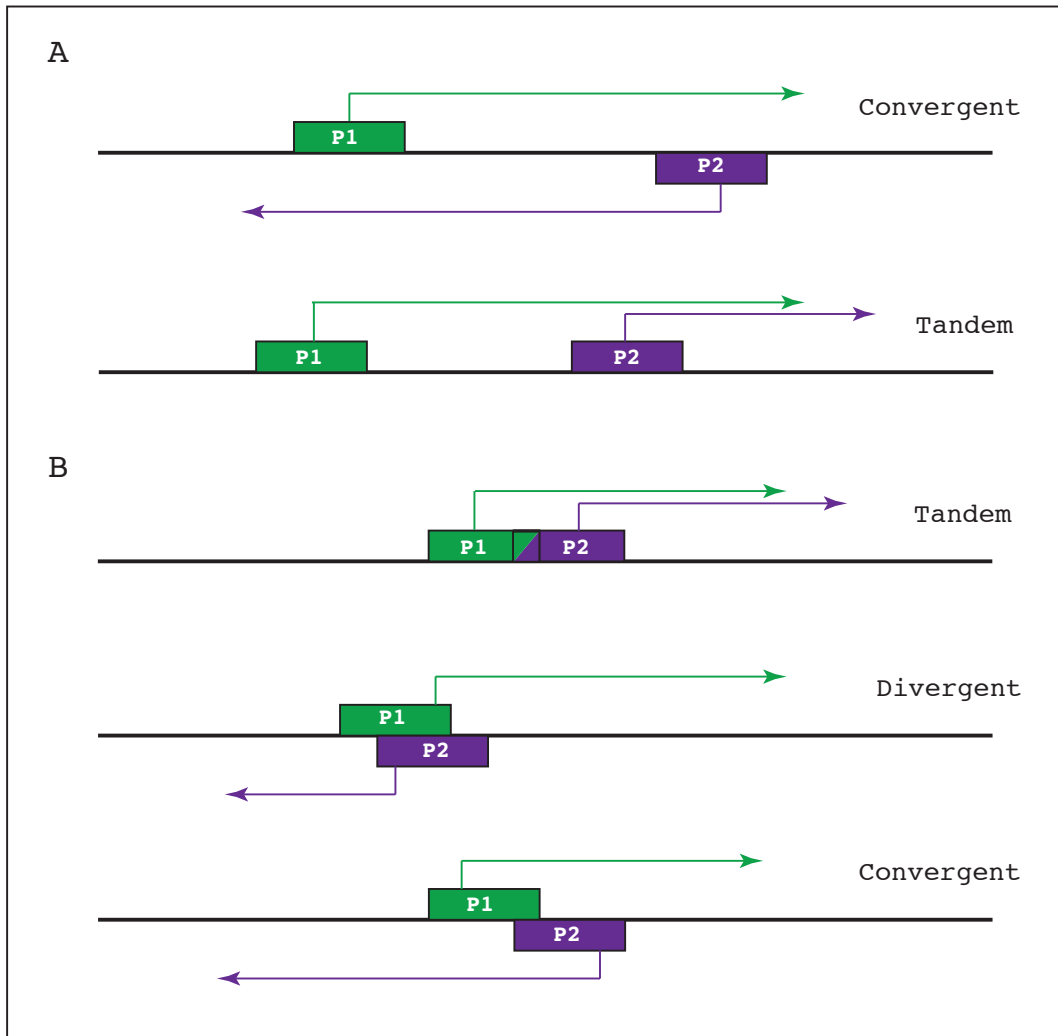 A
P1
Convergent
P2
P1
P2
Tandem
B
P1
P2
Tandem
P1
Divergent
P2
P1
Convergent
P2